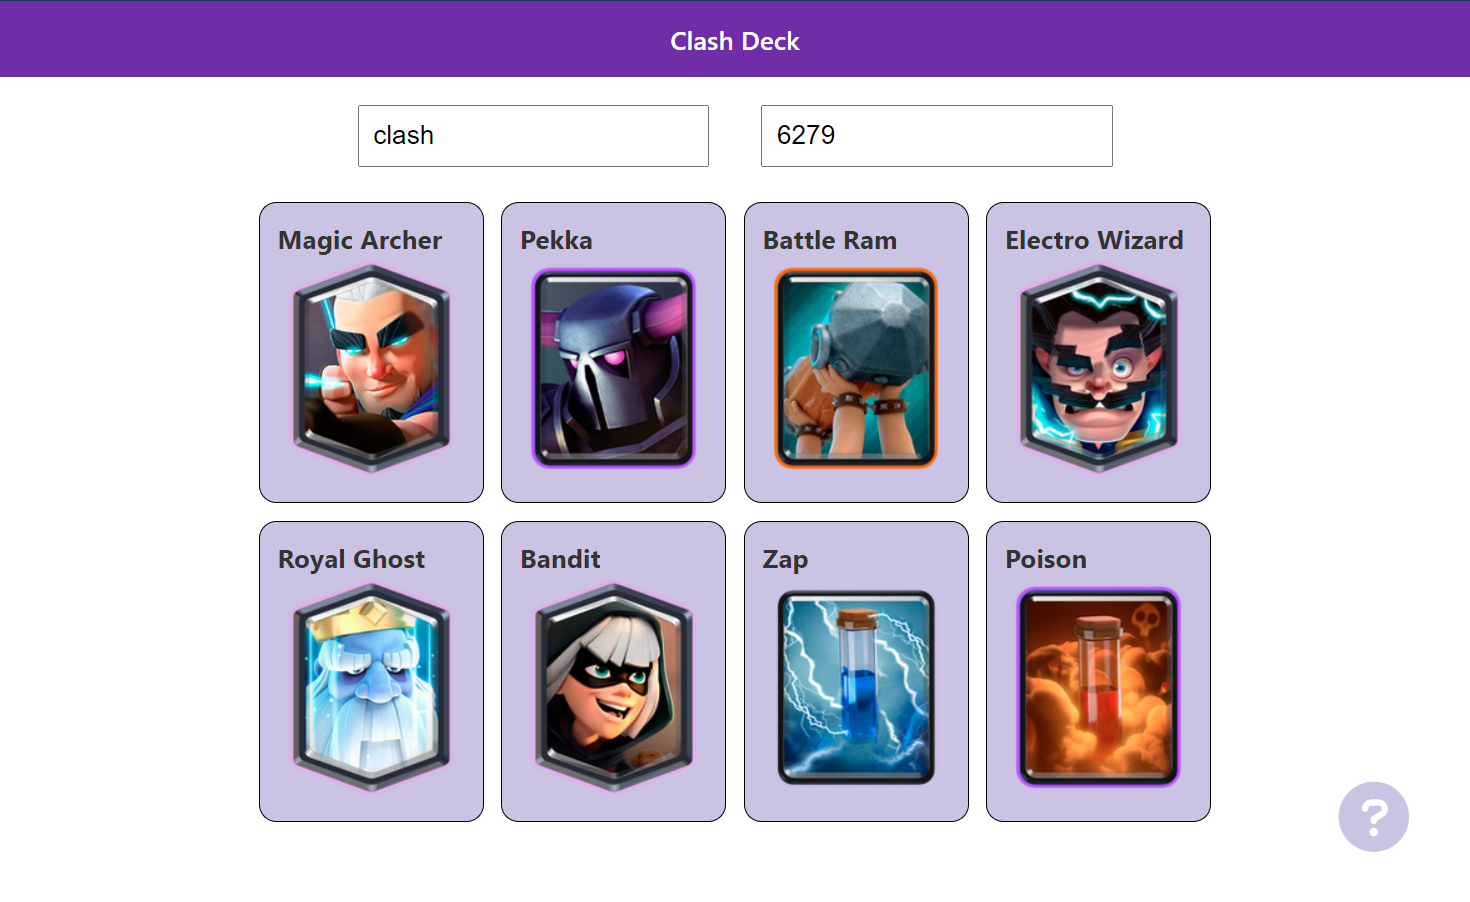 Clash Deck
clash
6279
Magic Archer
Pekka
Battle Ram
Electro Wizard
Royal Ghost
Bandit
Zap
Poison
?